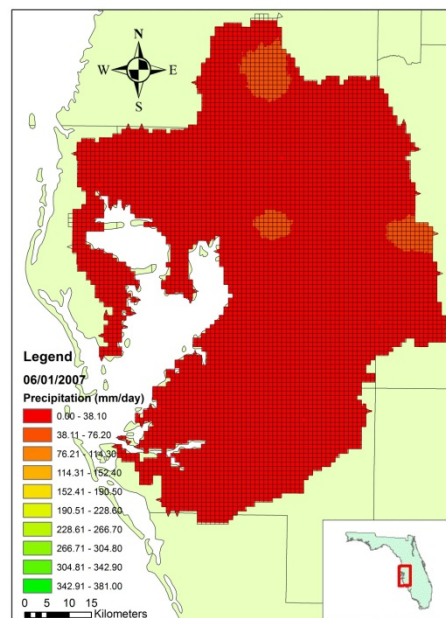 N
W E
S
Legend
06/01/2007
Precipitation (mm/day)
0.00 - 38.10
38.11 - 76.20
76.21 - 114.30
114.31 - 152.40
152.41 - 190.50
190.51 - 228.60
228.61 - 266.70
266.71 - 304.80
304.81 - 342.90
342.91 - 381.00
0 2.5 5 10 15
Kilometers